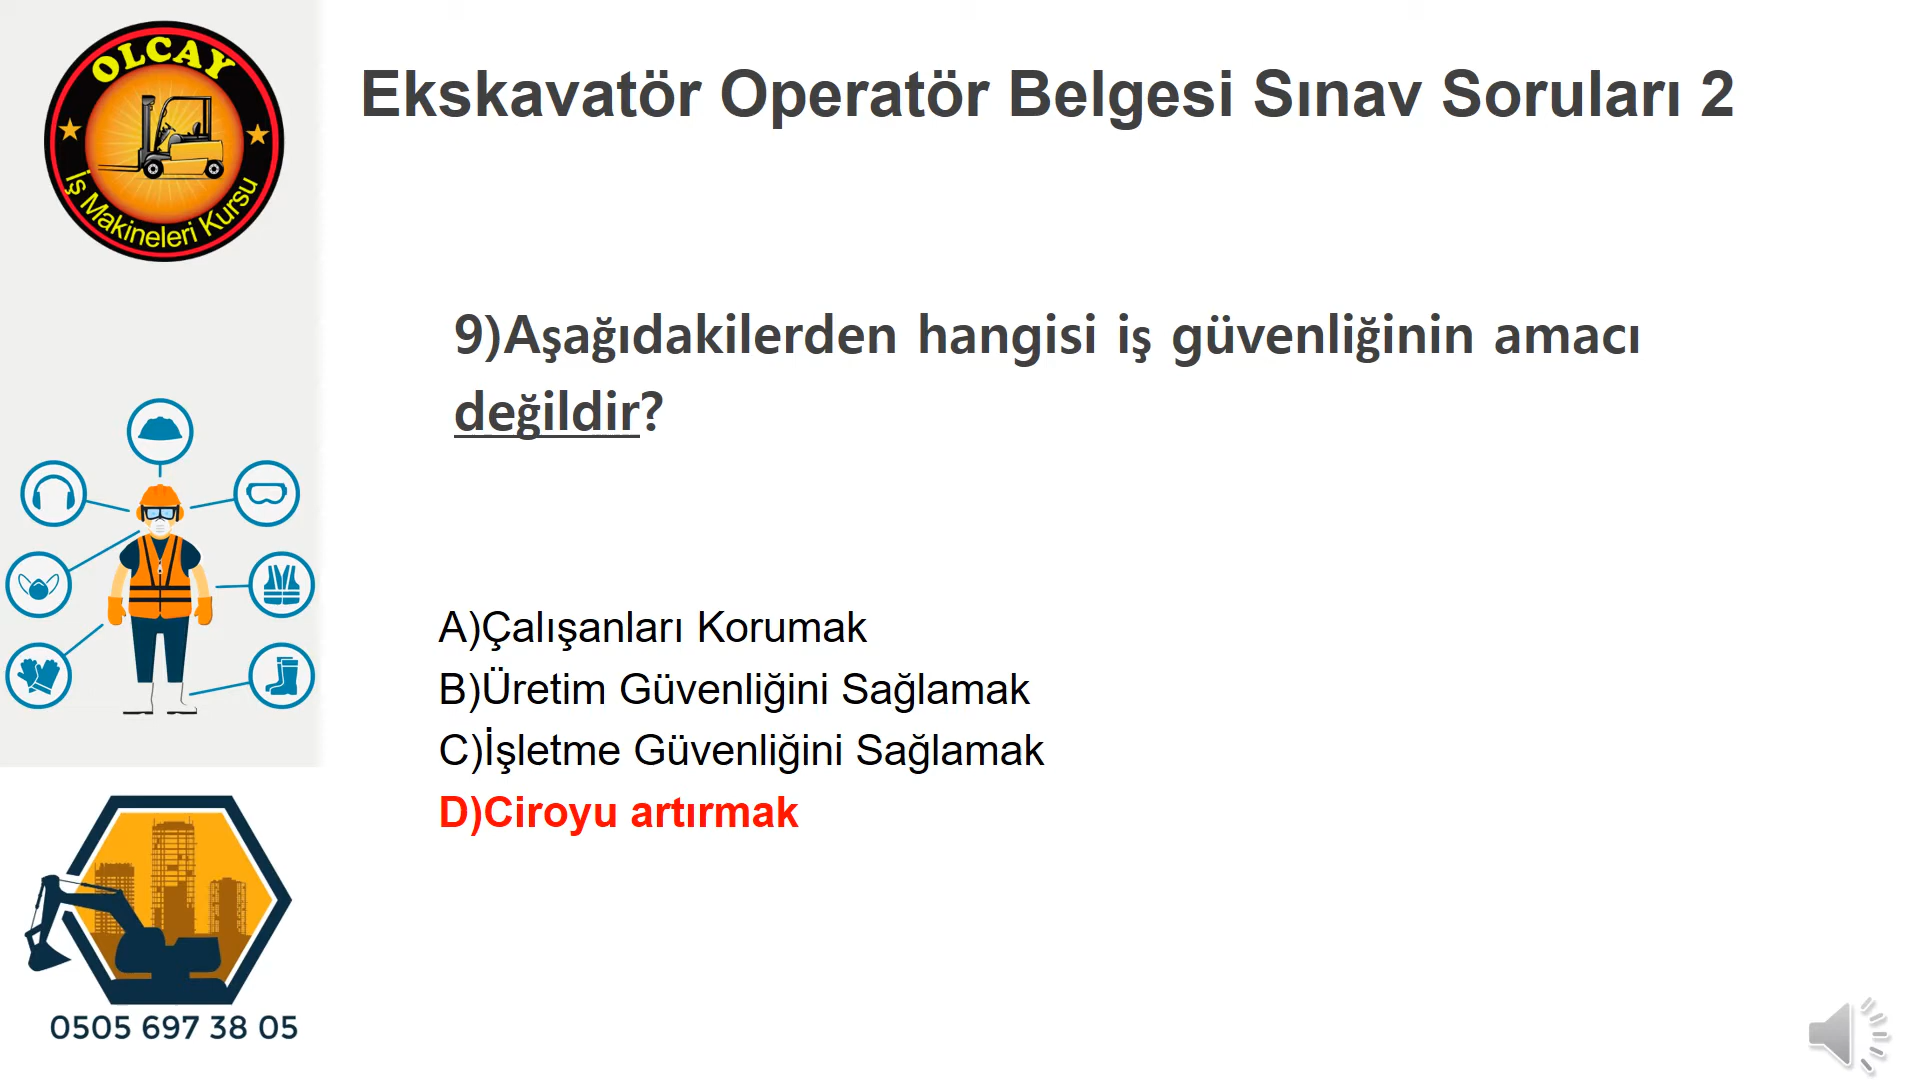 OLCAY
İş Makineleri Kursu
Ekskavatör Operatör Belgesi Sınav Soruları 2
9)Aşağıdakilerden hangisi iş güvenliğinin amacı
değildir?
A)Çalışanları Korumak
B)Üretim Güvenliğini Sağlamak
C)İşletme Güvenliğini Sağlamak
D)Ciroyu artırmak
0505 697 38 05